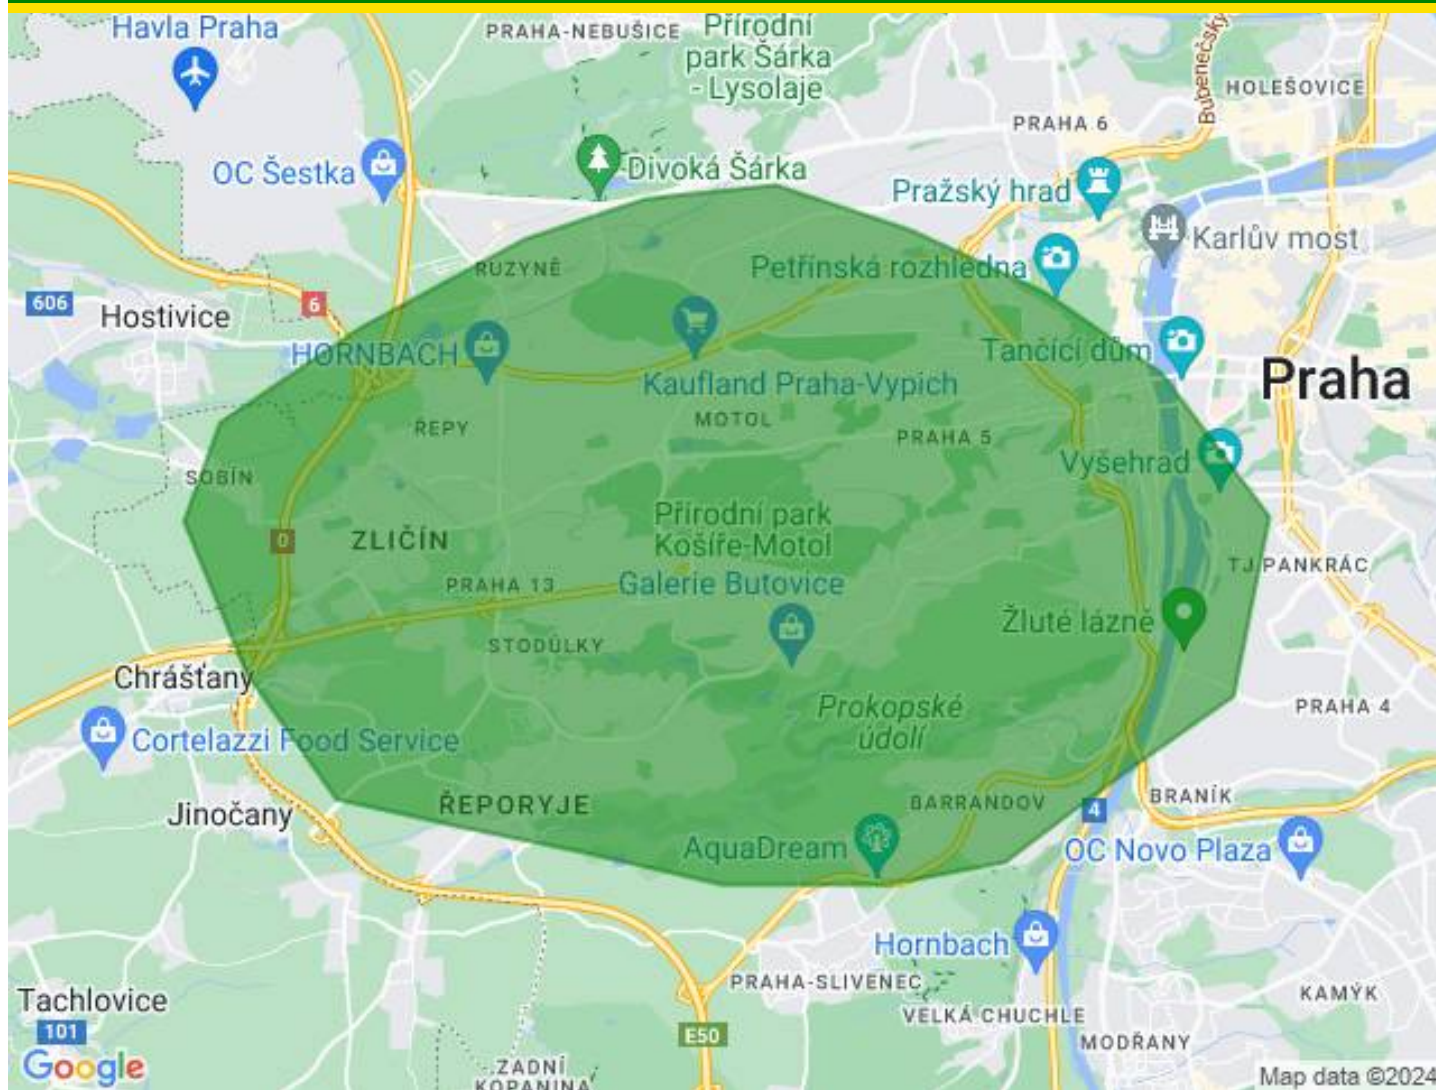 Havla Praha
PRAHA-NEBUŠICE
Přírodní
park Šárka
- Lysolaje
Bubenečský
HOLEŠOVICE
PRAHA 6
OC Šestka
Divoká Šárka
Pražský hrad
Karlův most
RUZYNĚ
Petřínská rozhledna
606
Hostivice
6
HORNBACH
Tančící dům
Praha
Kaufland Praha-Vypich
ŘEPY
MOTOL
PRAHA 5
Vyšehrad
SOBÍN
Přírodní park
Košíře-Motol
0
ZLIČÍN
TJ PANKRÁC
PRAHA 13
Galerie Butovice
Žluté lázně
STODŮLKY
Chrášťany
Prokopské
údolí
PRAHA 4
Cortelazzi Food Service
Jinočany
ŘEPORYJE
BARRANDOV
BRANÍK
4
AquaDream
OC Novo Plaza
Hornbach
PRAHA-SLIVENEC
Tachlovice
KAMÝK
VELKÁ CHUCHLE
101
E50
MODŘANY
Google
ZADNÍ
KOPANINA
Map data ©2024